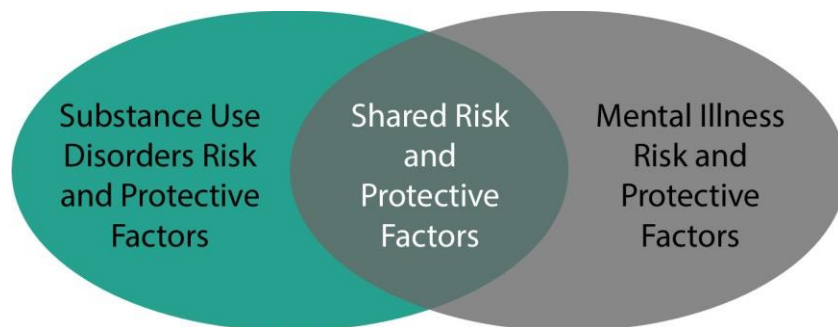 Substance Use
Disorders Risk
and Protective
Factors
Shared Risk
and
Protective
Factors
Mental Illness
Risk and
Protective
Factors